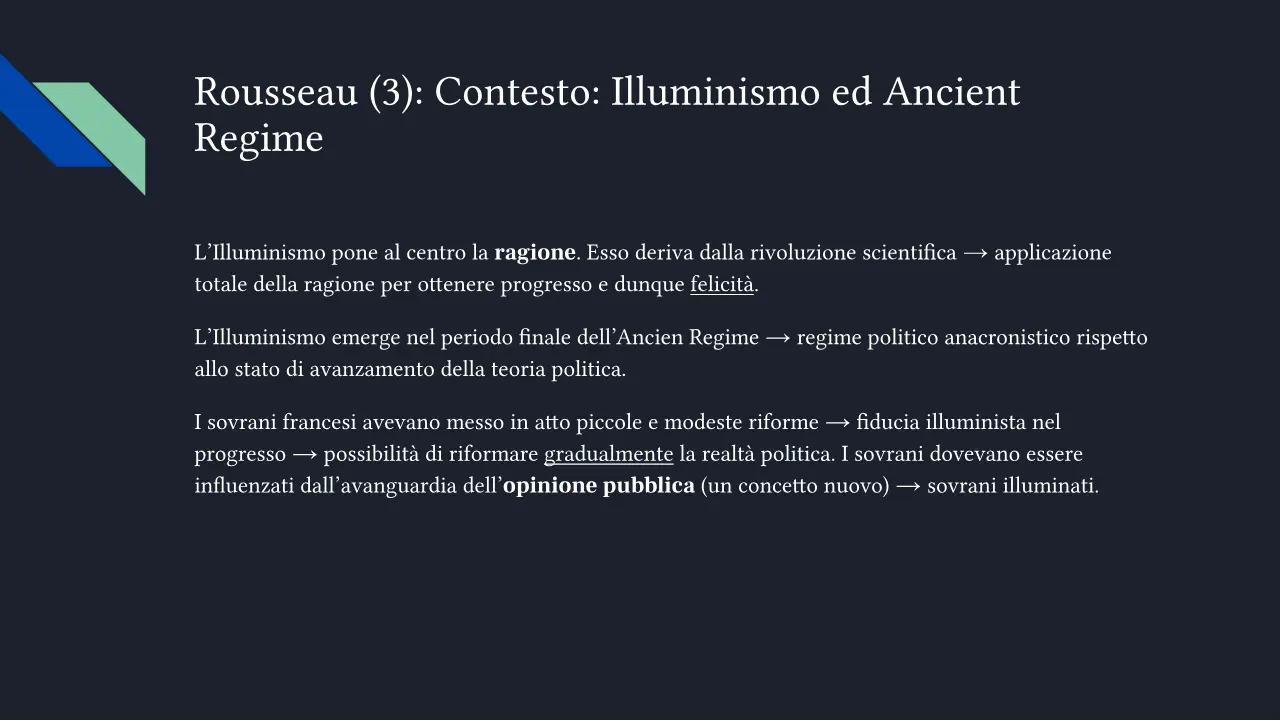 Rousseau (3): Contesto: Illuminismo ed Ancient
Regime
L’Illuminismo pone al centro la ragione. Esso deriva dalla rivoluzione scientifica → applicazione
totale della ragione per ottenere progresso e dunque felicità.
L’Illuminismo emerge nel periodo finale dell’Ancien Regime → regime politico anacronistico rispetto
allo stato di avanzamento della teoria politica.
I sovrani francesi avevano messo in atto piccole e modeste riforme → fiducia illuminista nel
progresso → possibilità di riformare gradualmente la realtà politica. I sovrani dovevano essere
influenzati dall’avanguardia dell’opinione pubblica (un concetto nuovo) → sovrani illuminati.